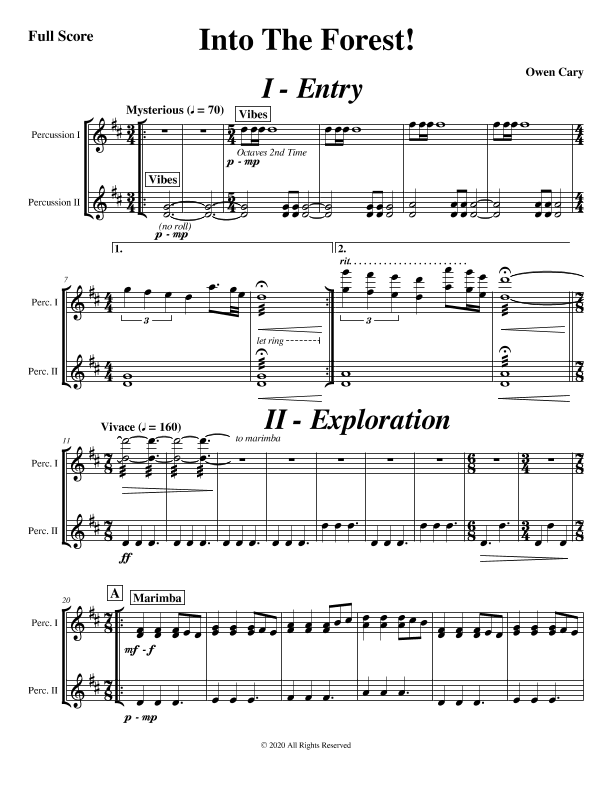 Full Score
Into The Forest!
Owen Cary
I - Entry
Mysterious (♩ = 70)
Vibes
Percussion I
Octaves 2nd Time
p - mp
Vibes
Percussion II
(no roll)
p - mp
1.
2.
7
rit.
Perc. I
3
3
let ring
Perc. II
II - Exploration
Vivace (♩ = 160)
11
to marimba
Perc. I
Perc. II
ff
20
A
Marimba
Perc. I
mf - f
Perc. II
p - mp
© 2020 All Rights Reserved